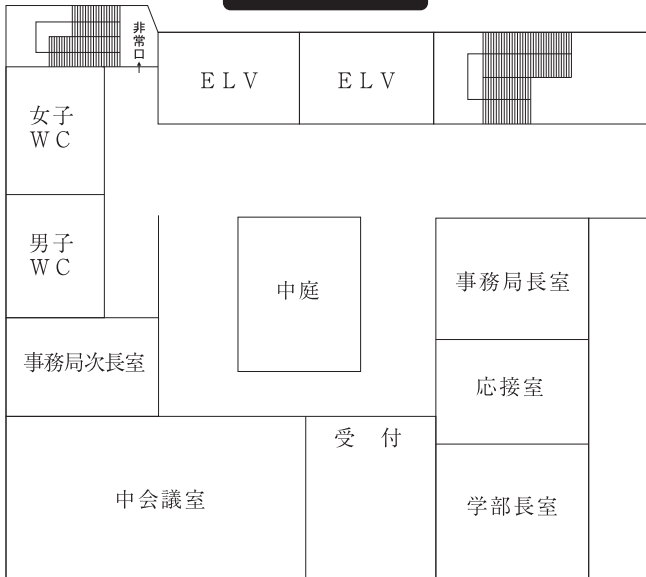 非常口
ELV
ELV
女子
WC
男子
WC
中庭
事務局長室
事務局次長室
応接室
受付
中会議室
学部長室